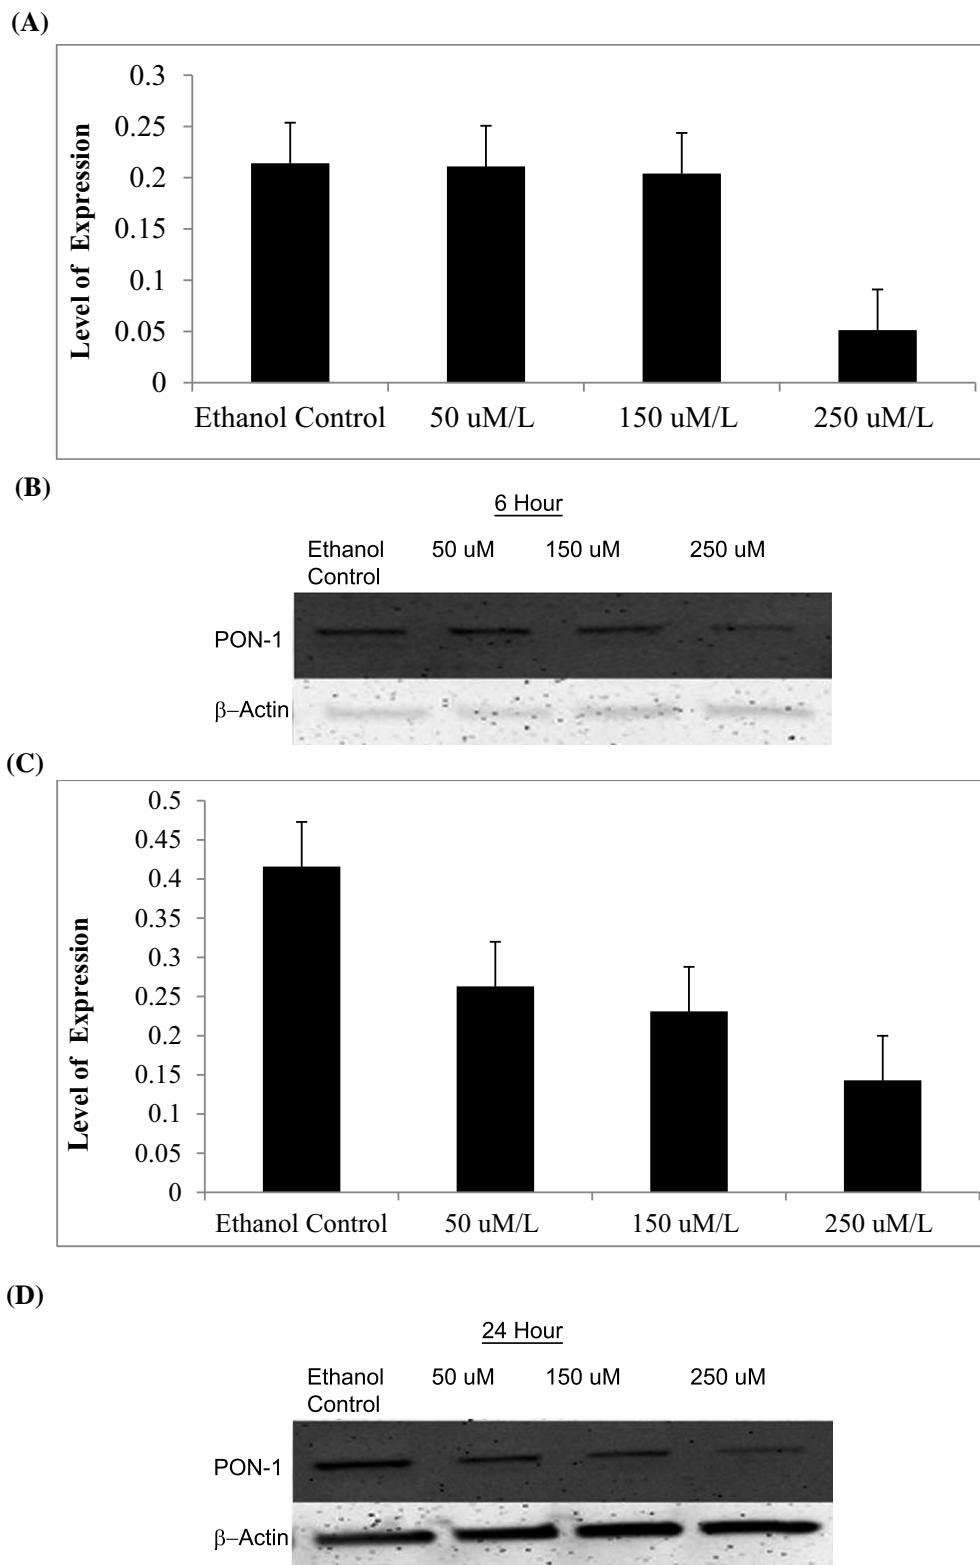 (A)
0.3
0.25
0.2
0.15
0.1
0.05
0
Level of Expression
Ethanol Control 50 uM/L 150 uM/L 250 uM/L
(B)
6 Hour
Ethanol Control 50 uM 150 uM 250 uM
PON-1
β–Actin
(C)
0.5
0.45
0.4
0.35
0.3
0.25
0.2
0.15
0.1
0.05
0
Level of Expression
Ethanol Control 50 uM/L 150 uM/L 250 uM/L
(D)
24 Hour
Ethanol Control 50 uM 150 uM 250 uM
PON-1
β–Actin